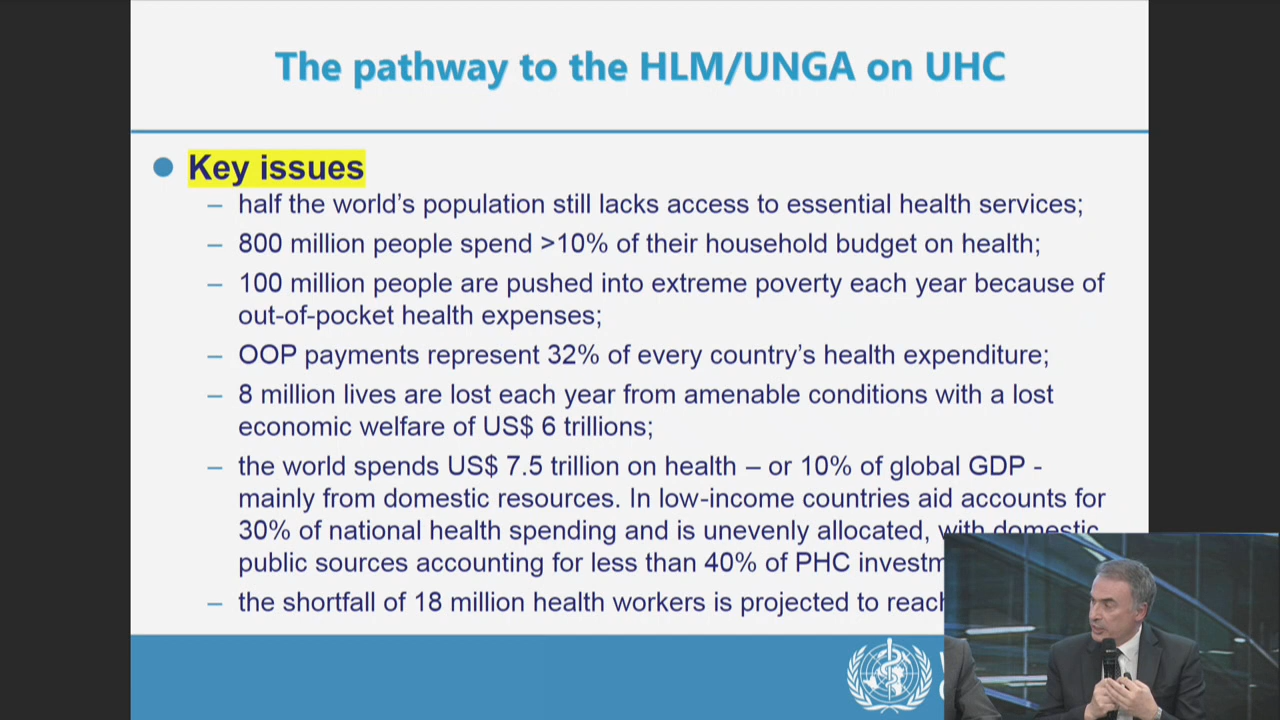 The pathway to the HLM/UNGA on UHC
Key issues
– half the world's population still lacks access to essential health services;
– 800 million people spend >10% of their household budget on health;
– 100 million people are pushed into extreme poverty each year because of
out-of-pocket health expenses;
– OOP payments represent 32% of every country's health expenditure;
– 8 million lives are lost each year from amenable conditions with a lost
economic welfare of US$ 6 trillions;
– the world spends US$ 7.5 trillion on health – or 10% of global GDP -
mainly from domestic resources. In low-income countries aid accounts for
30% of national health spending and is unevenly allocated, with domestic
public sources accounting for less than 40% of PHC
– the shortfall of 18 million health workers is projected to